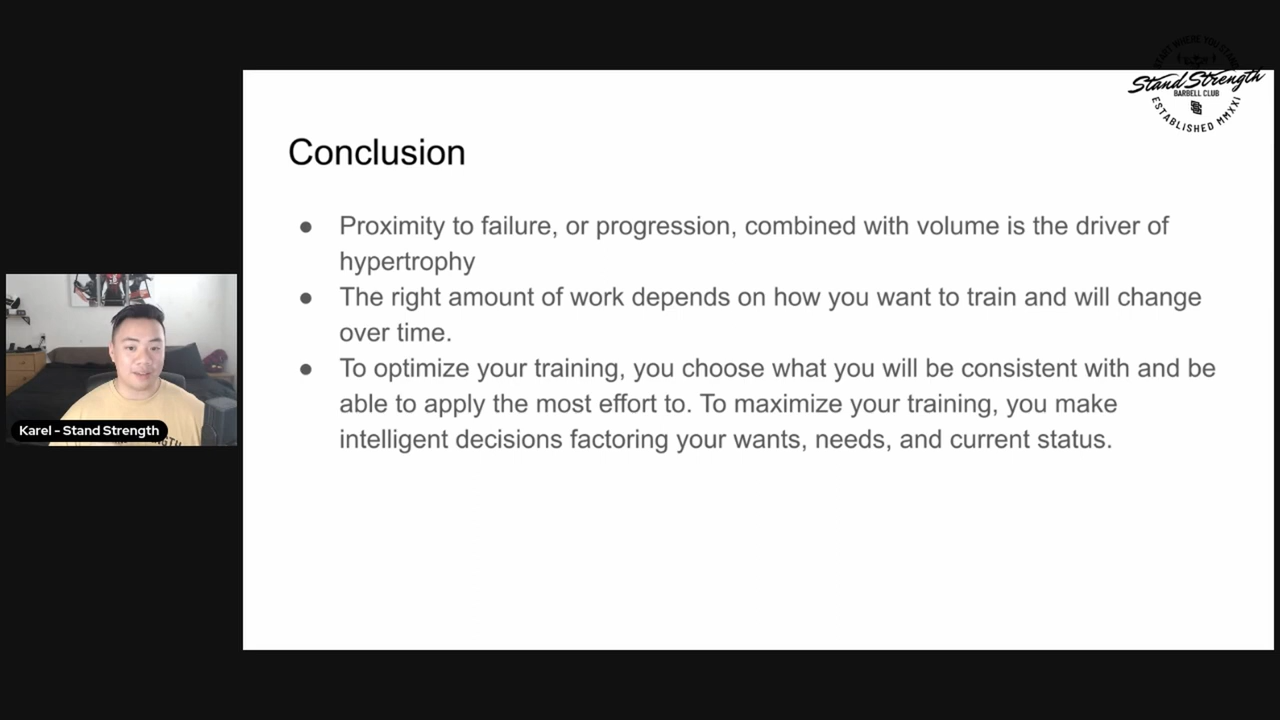 START WHERE YOU STAND
Stand Strength
BARBELL CLUB
ESTABLISHED MMXXI
Conclusion
● Proximity to failure, or progression, combined with volume is the driver of
hypertrophy
● The right amount of work depends on how you want to train and will change
over time.
● To optimize your training, you choose what you will be consistent with and be
able to apply the most effort to. To maximize your training, you make
intelligent decisions factoring your wants, needs, and current status.
Karel - Stand Strength